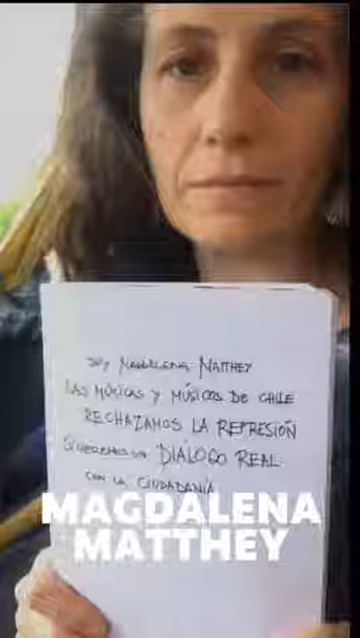 SOY MAGDALENA MATTHEY
LAS MÚSICAS Y MÚSICOS DE CHILE
RECHAZAMOS LA REPRESIÓN
QUEREMOS UN DIÁLOGO REAL
CON LA CIUDADANÍA
MAGDALENA
MATTHEY